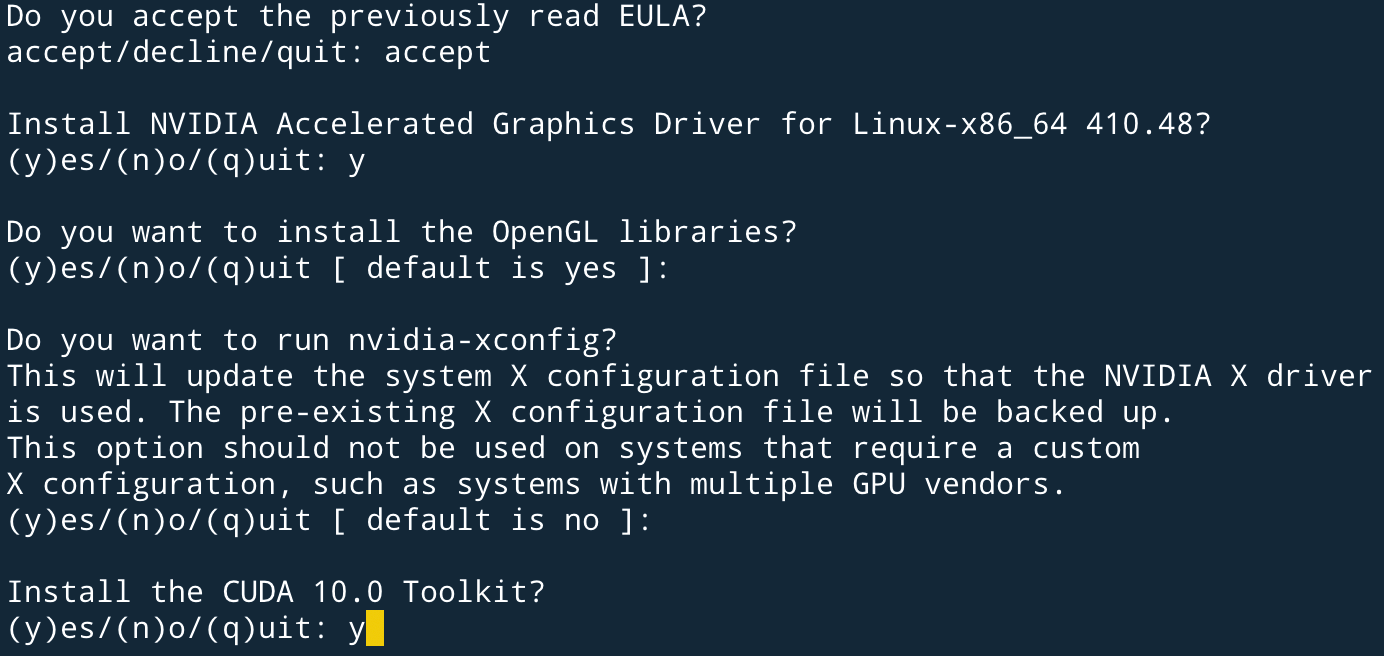 Do you accept the previously read EULA?
accept/decline/quit: accept
Install NVIDIA Accelerated Graphics Driver for Linux-x86_64 410.48?
(y)es/(n)o/(q)uit: y
Do you want to install the OpenGL libraries?
(y)es/(n)o/(q)uit [ default is yes ]:
Do you want to run nvidia-xconfig?
This will update the system X configuration file so that the NVIDIA X driver
is used. The pre-existing X configuration file will be backed up.
This option should not be used on systems that require a custom
X configuration, such as systems with multiple GPU vendors.
(y)es/(n)o/(q)uit [ default is no ]:
Install the CUDA 10.0 Toolkit?
(y)es/(n)o/(q)uit: y